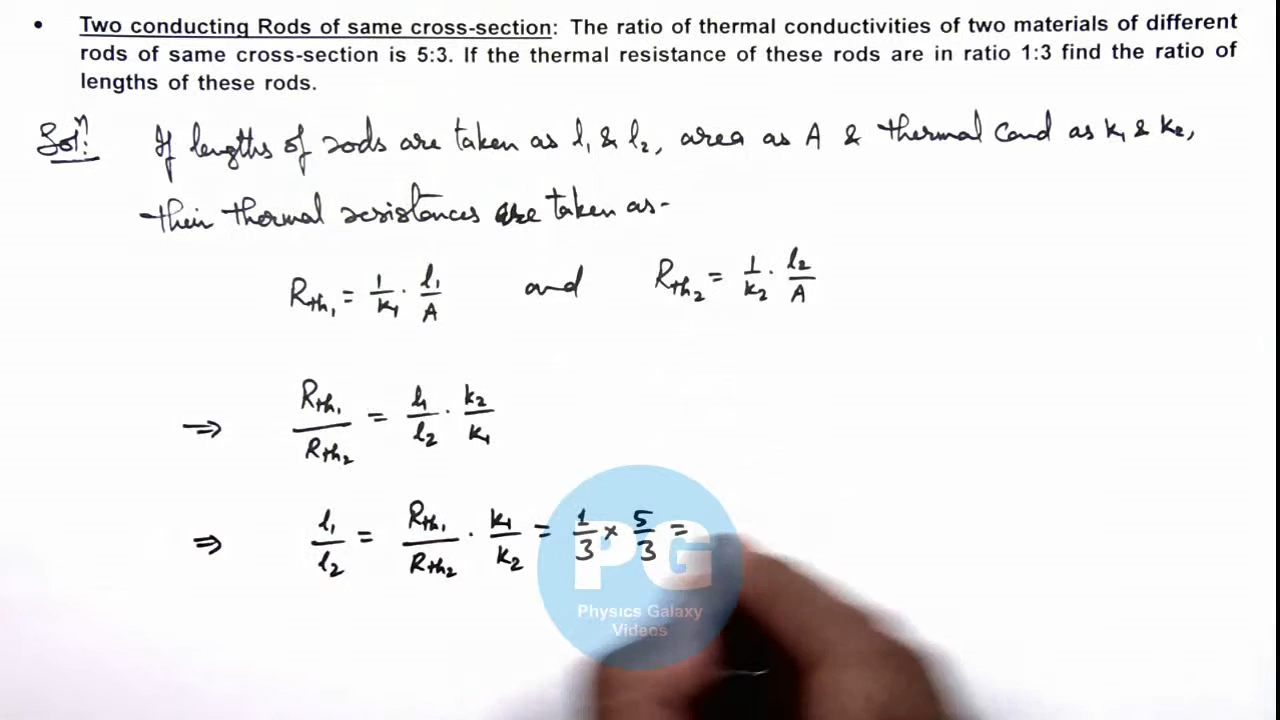 • Two conducting Rods of same cross-section: The ratio of thermal conductivities of two materials of different
rods of same cross-section is 5:3. If the thermal resistance of these rods are in ratio 1:3 find the ratio of
lengths of these rods.
Solⁿ: If lengths of rods are taken as l₁ & l₂, area as A & thermal Cond as k₁ & k₂,
their thermal resistances are taken as-
Rth₁ = 1/k₁ · l₁/A and Rth₂ = 1/k₂ · l₂/A
⇒ Rth₁/Rth₂ = l₁/l₂ · k₂/k₁
⇒ l₁/l₂ = Rth₁/Rth₂ · k₁/k₂ = 1/3 × 5/3 =
PG
Physics Galaxy
Videos